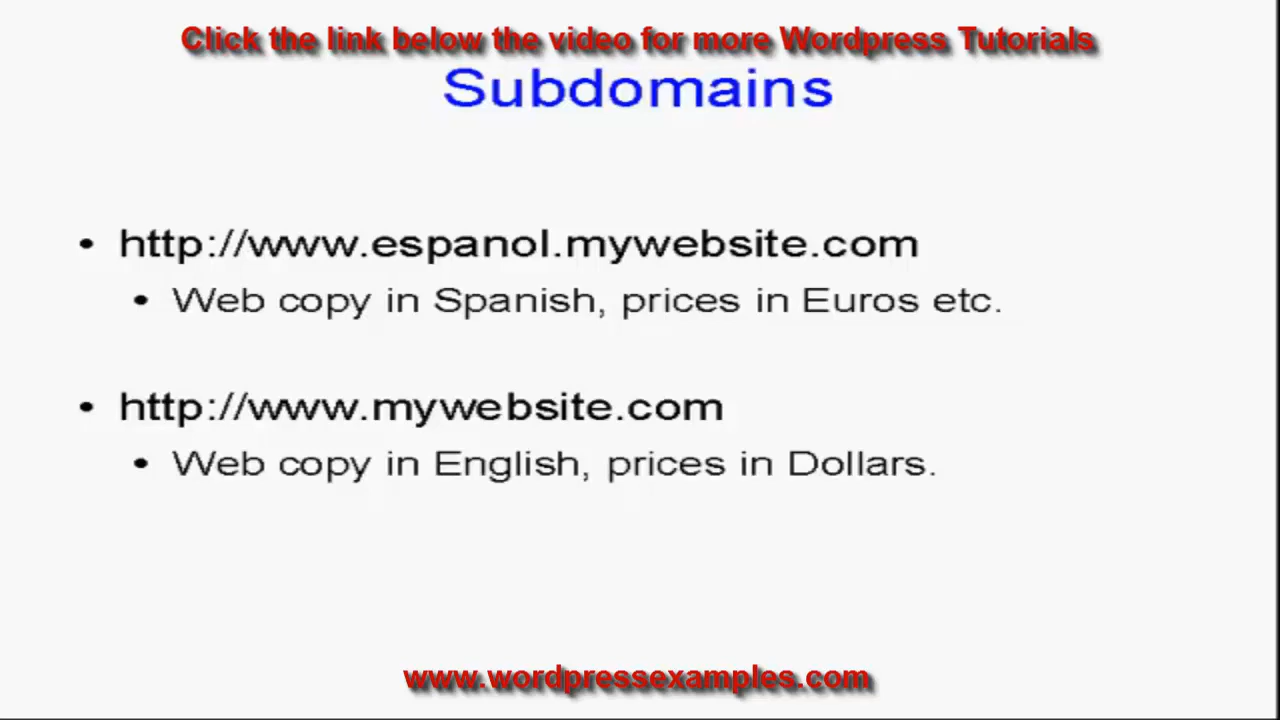 Click the link below the video for more Wordpress Tutorials
Subdomains
• http://www.espanol.mywebsite.com
• Web copy in Spanish, prices in Euros etc.
• http://www.mywebsite.com
• Web copy in English, prices in Dollars.
www.wordpressexamples.com